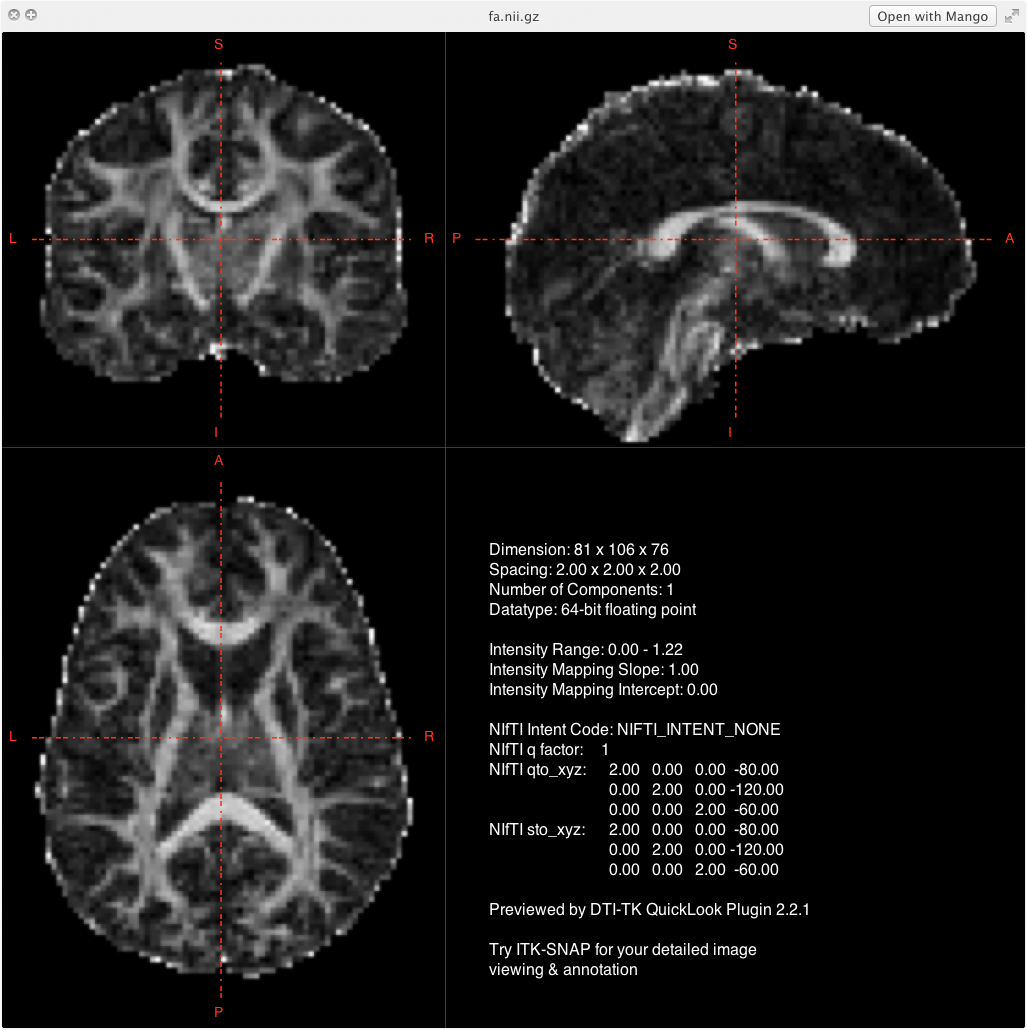 fa.nii.gz
Open with Mango
S
L
R
I
S
P
A
I
A
L
R
P
Dimension: 81 x 106 x 76
Spacing: 2.00 x 2.00 x 2.00
Number of Components: 1
Datatype: 64-bit floating point
Intensity Range: 0.00 - 1.22
Intensity Mapping Slope: 1.00
Intensity Mapping Intercept: 0.00
NIfTI Intent Code: NIFTI_INTENT_NONE
NIfTI q factor: 1
NIfTI qto_xyz: 2.00 0.00 0.00 -80.00
0.00 2.00 0.00 -120.00
0.00 0.00 2.00 -60.00
NIfTI sto_xyz: 2.00 0.00 0.00 -80.00
0.00 2.00 0.00 -120.00
0.00 0.00 2.00 -60.00
Previewed by DTI-TK QuickLook Plugin 2.2.1
Try ITK-SNAP for your detailed image
viewing & annotation